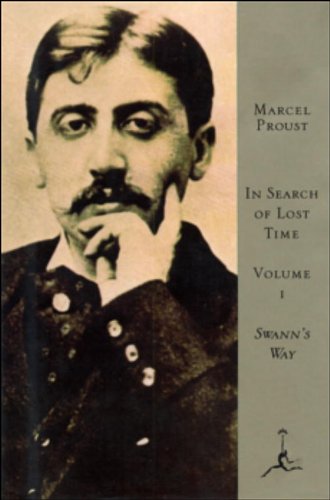 MARCEL
PROUST
IN SEARCH
OF LOST
TIME
VOLUME
I
SWANN'S
WAY